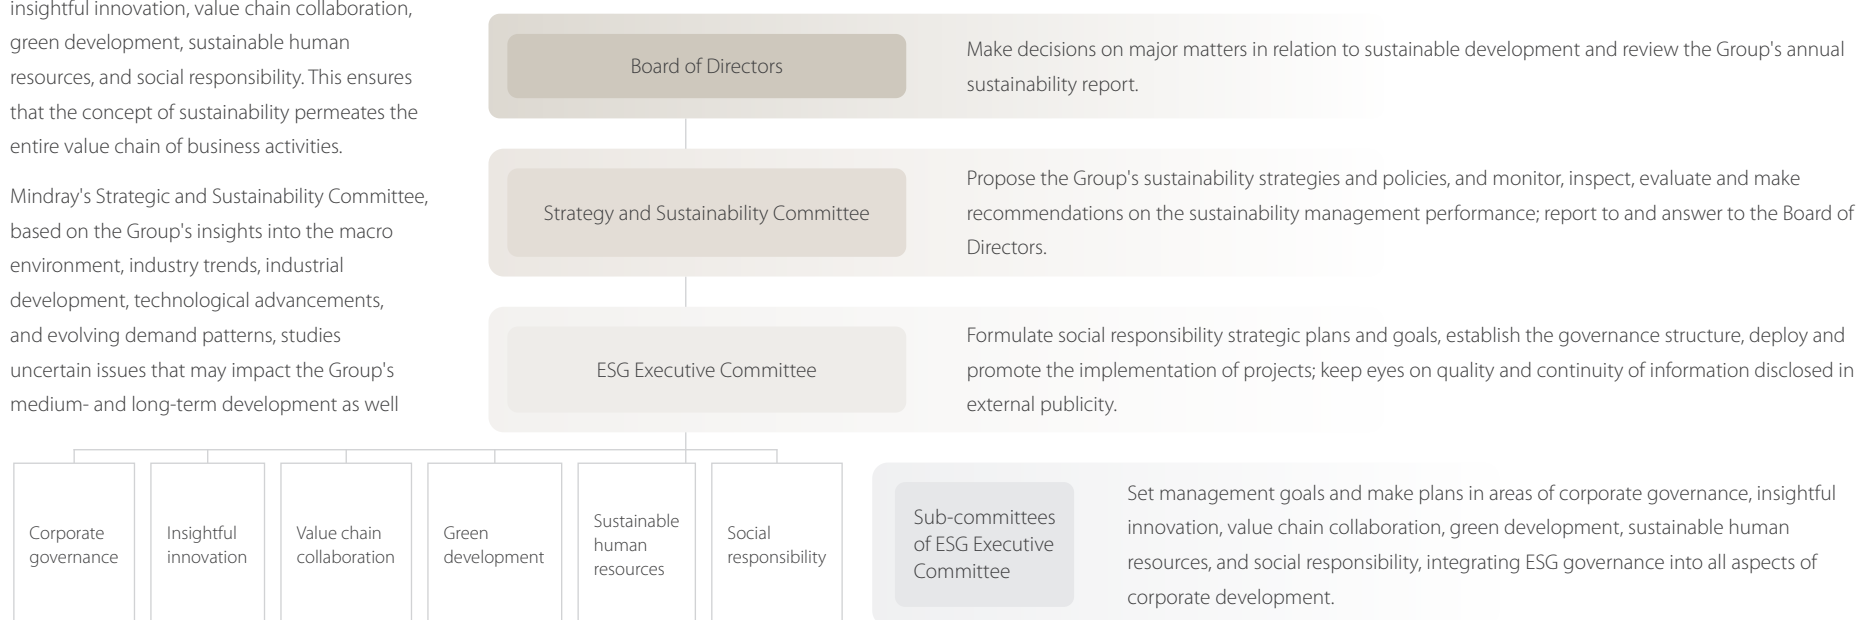 insightful innovation, value chain collaboration,
green development, sustainable human
resources, and social responsibility. This ensures
that the concept of sustainability permeates the
entire value chain of business activities.
Mindray's Strategic and Sustainability Committee,
based on the Group's insights into the macro
environment, industry trends, industrial
development, technological advancements,
and evolving demand patterns, studies
uncertain issues that may impact the Group's
medium- and long-term development as well
Board of Directors
Make decisions on major matters in relation to sustainable development and review the Group's annual
sustainability report.
Strategy and Sustainability Committee
Propose the Group's sustainability strategies and policies, and monitor, inspect, evaluate and make
recommendations on the sustainability management performance; report to and answer to the Board of
Directors.
ESG Executive Committee
Formulate social responsibility strategic plans and goals, establish the governance structure, deploy and
promote the implementation of projects; keep eyes on quality and continuity of information disclosed in
external publicity.
Corporate
governance
Insightful
innovation
Value chain
collaboration
Green
development
Sustainable
human
resources
Social
responsibility
Sub-committees
of ESG Executive
Committee
Set management goals and make plans in areas of corporate governance, insightful
innovation, value chain collaboration, green development, sustainable human
resources, and social responsibility, integrating ESG governance into all aspects of
corporate development.